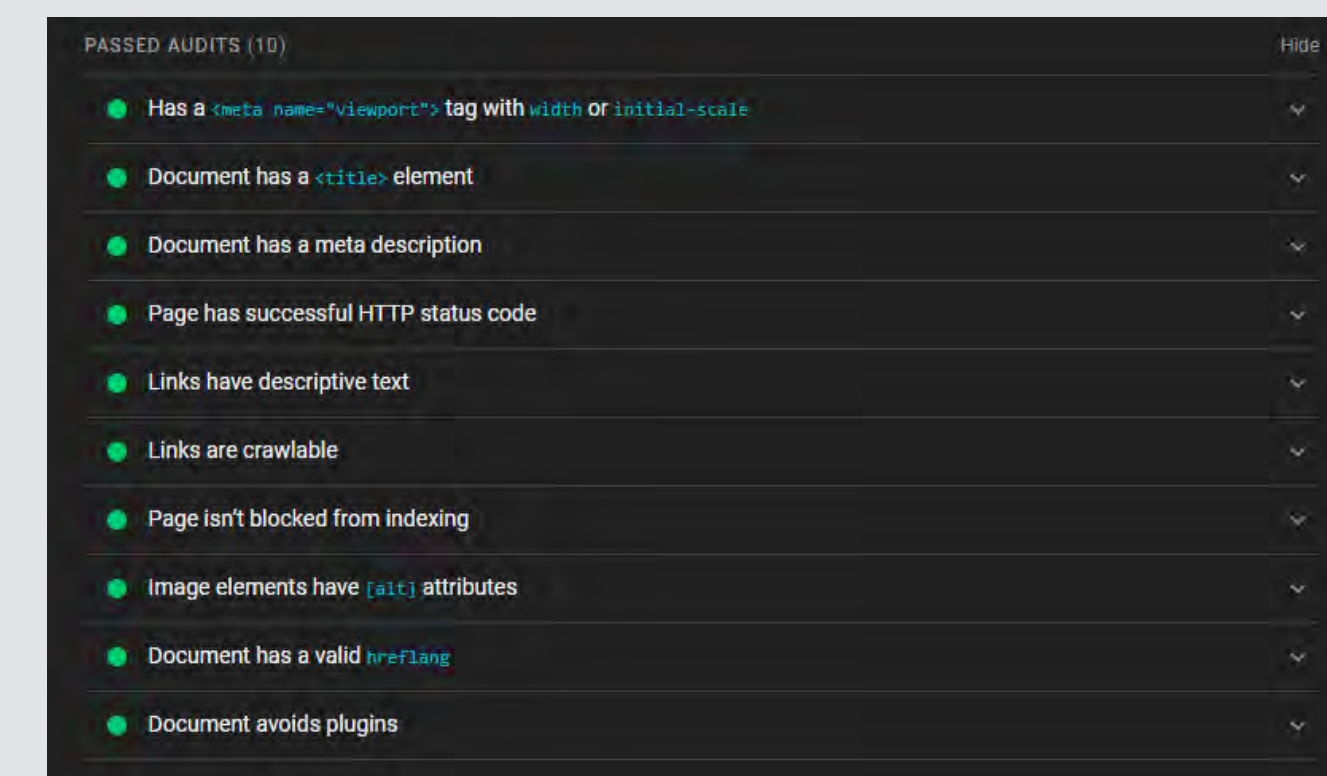 PASSED AUDITS (10)
Hide
Has a <meta name="viewport"> tag with width or initial-scale
Document has a <title> element
Document has a meta description
Page has successful HTTP status code
Links have descriptive text
Links are crawlable
Page isn't blocked from indexing
Image elements have [alt] attributes
Document has a valid hreflang
Document avoids plugins